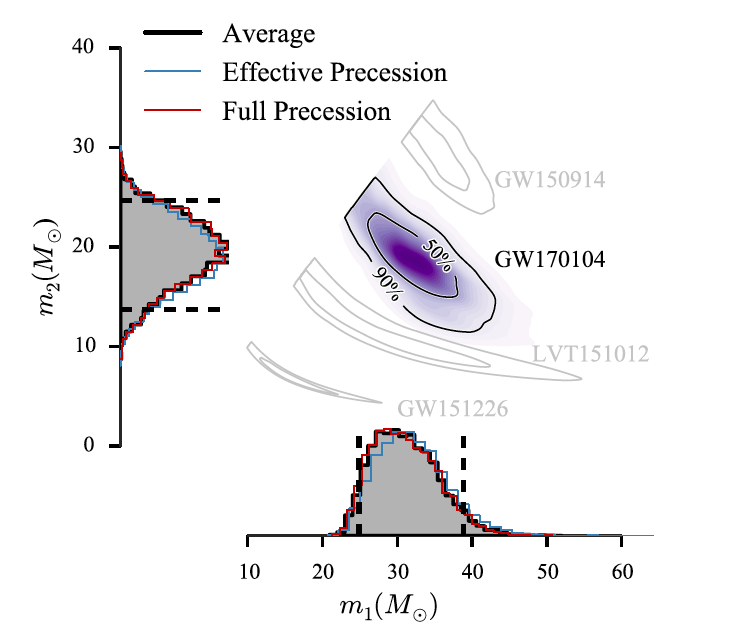 Average
Effective Precession
Full Precession
40
30
20
10
0
m₂(M⊙)
GW150914
GW170104
50%
90%
LVT151012
GW151226
10 20 30 40 50 60
m₁(M⊙)